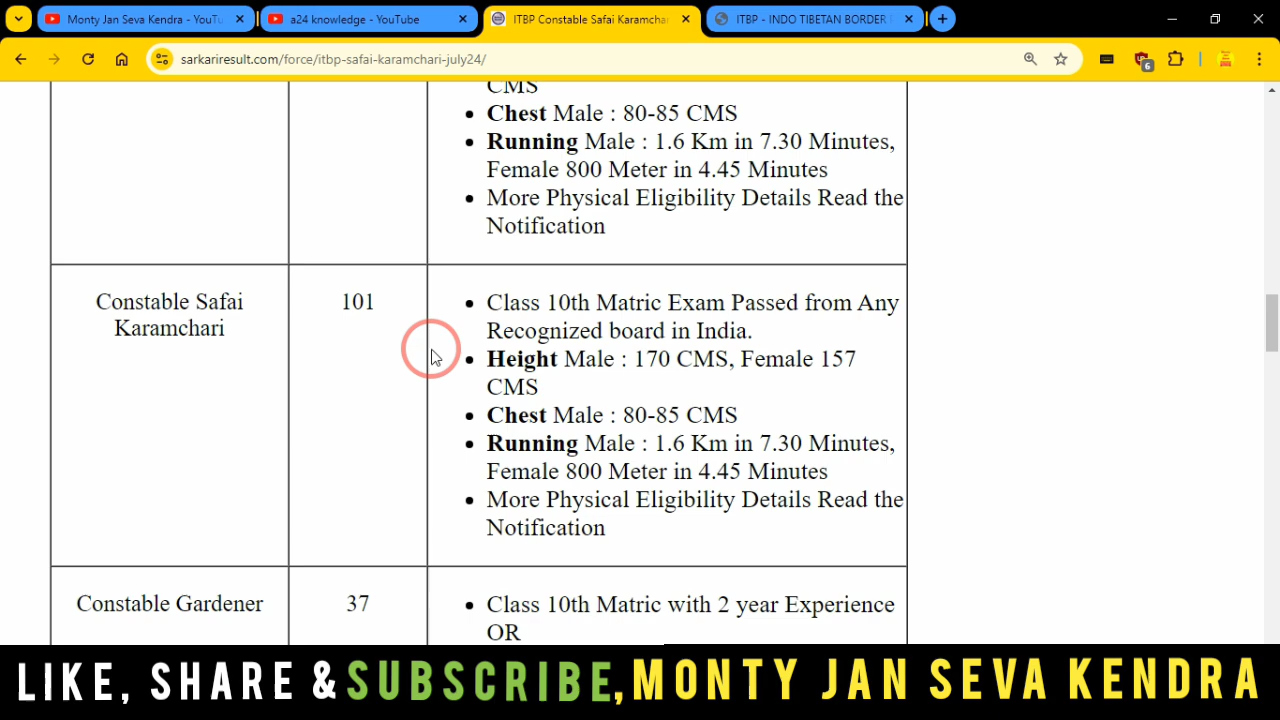 Monty Jan Seva Kendra - YouTu
a24 knowledge - YouTube
ITBP Constable Safai Karamchar
ITBP - INDO TIBETAN BORDER
sarkariresult.com/force/itbp-safai-karamchari-july24/
6
CMS
Chest Male : 80-85 CMS
Running Male : 1.6 Km in 7.30 Minutes,
Female 800 Meter in 4.45 Minutes
More Physical Eligibility Details Read the
Notification
Constable Safai
Karamchari
101
Class 10th Matric Exam Passed from Any
Recognized board in India.
Height Male : 170 CMS, Female 157
CMS
Chest Male : 80-85 CMS
Running Male : 1.6 Km in 7.30 Minutes,
Female 800 Meter in 4.45 Minutes
More Physical Eligibility Details Read the
Notification
Constable Gardener
37
Class 10th Matric with 2 year Experience
OR
LIKE, SHARE & SUBSCRIBE, MONTY JAN SEVA KENDRA